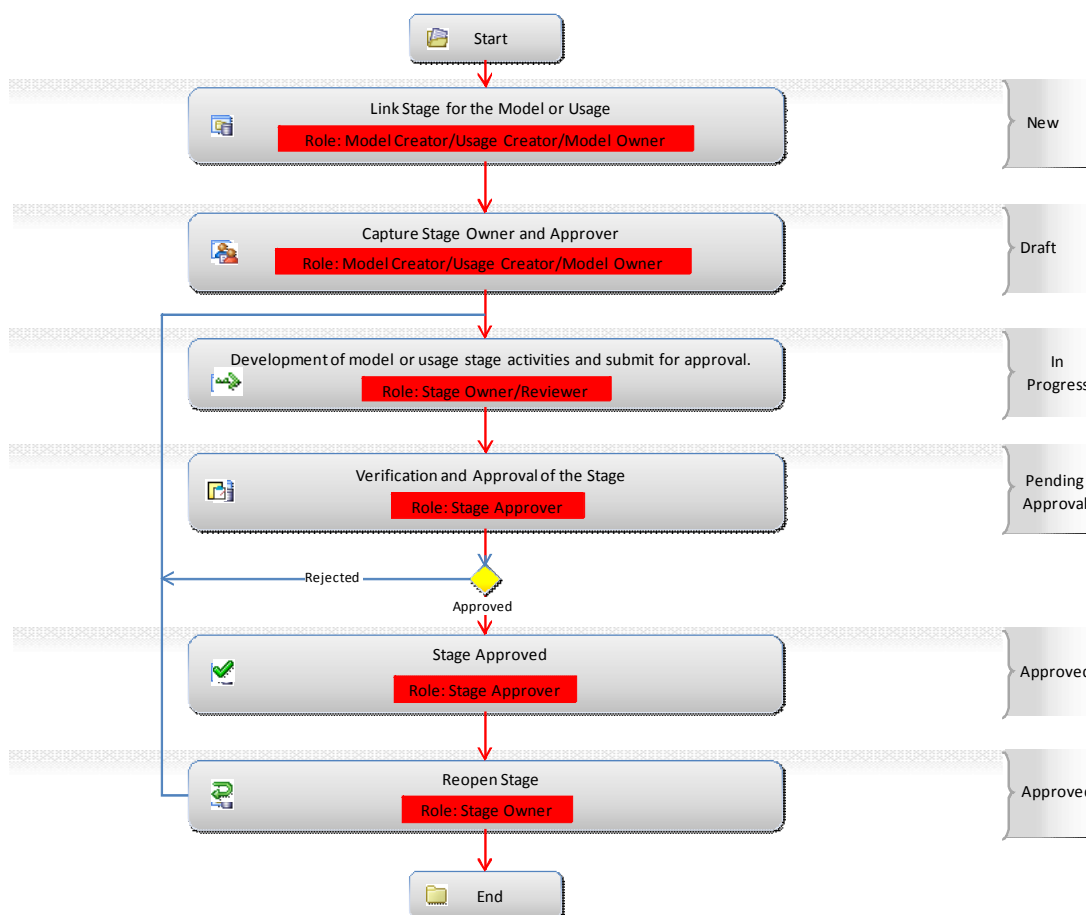 Start
Link Stage for the Model or Usage
Role: Model Creator/Usage Creator/Model Owner
New
Capture Stage Owner and Approver
Role: Model Creator/Usage Creator/Model Owner
Draft
Development of model or usage stage activities and submit for approval.
Role: Stage Owner/Reviewer
In
Progress
Verification and Approval of the Stage
Role: Stage Approver
Pending
Approval
Rejected
Approved
Stage Approved
Role: Stage Approver
Approved
Reopen Stage
Role: Stage Owner
Approved
End